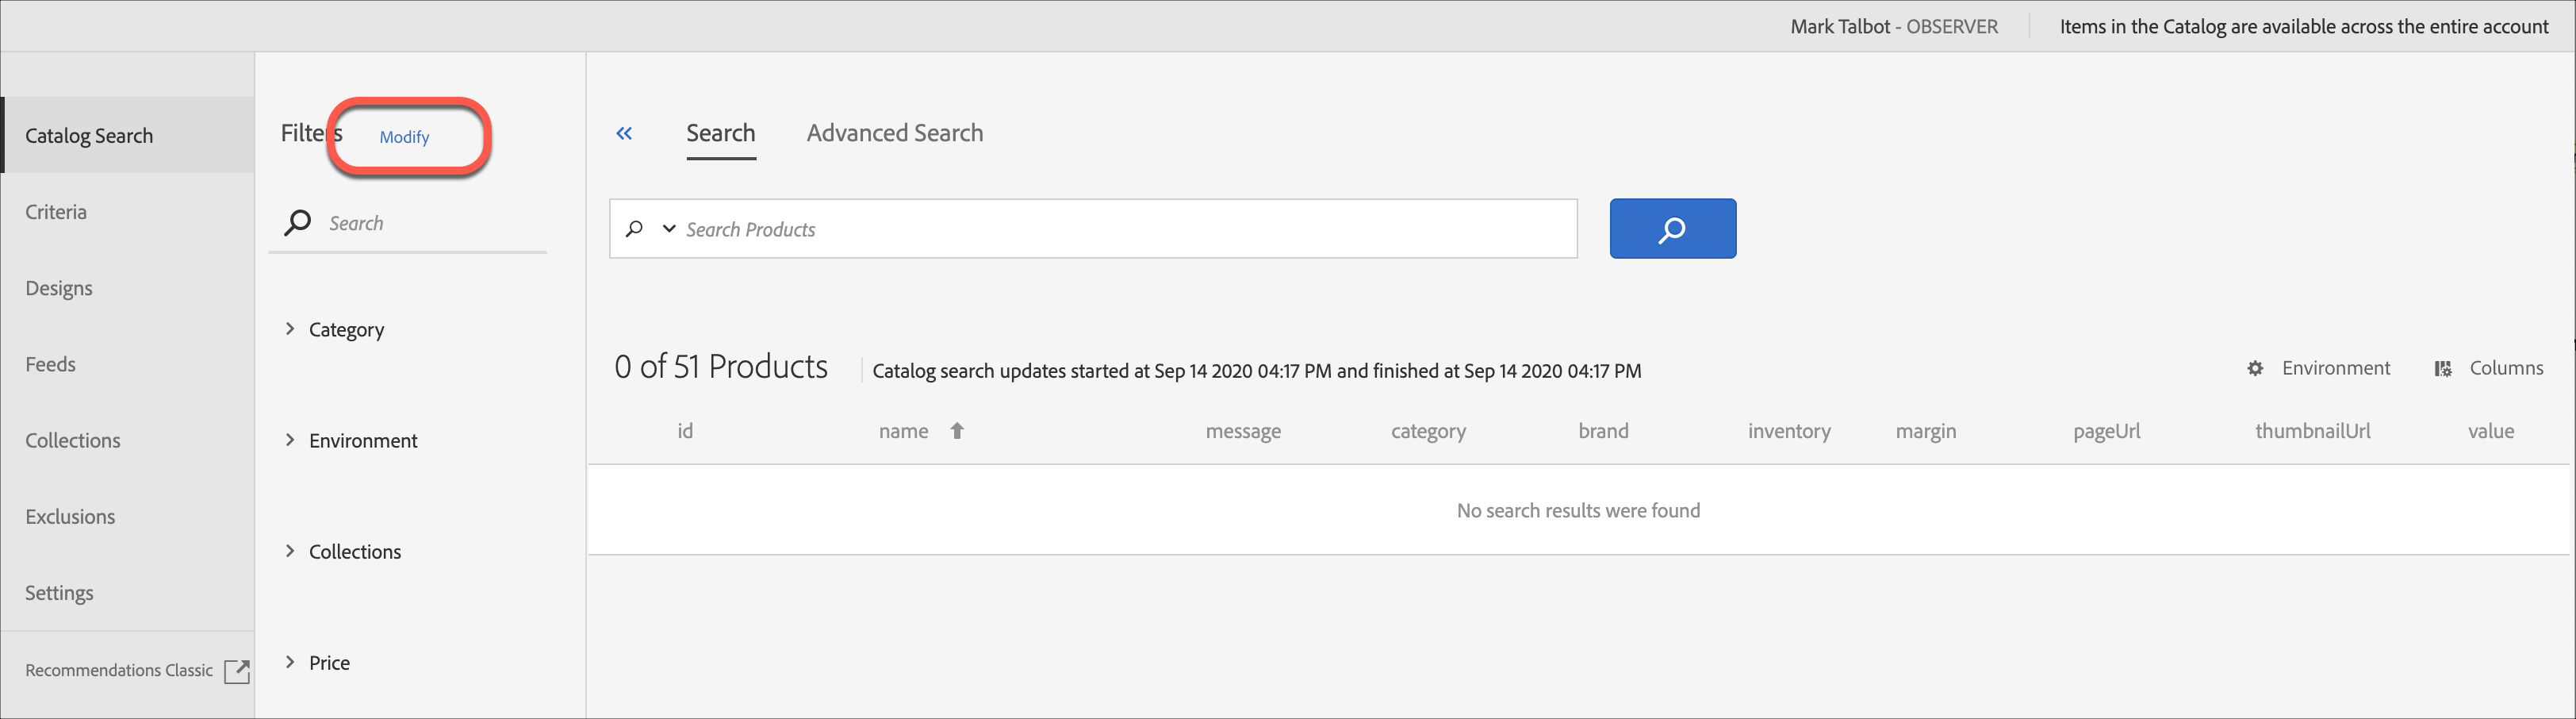 Mark Talbot - OBSERVER
Items in the Catalog are available across the entire account
Catalog Search
Criteria
Designs
Feeds
Collections
Exclusions
Settings
Recommendations Classic
Filters Modify
Search
Category
Environment
Collections
Price
Search Advanced Search
Search Products
0 of 51 Products
Catalog search updates started at Sep 14 2020 04:17 PM and finished at Sep 14 2020 04:17 PM
Environment Columns
id name message category brand inventory margin pageUrl thumbnailUrl value
No search results were found